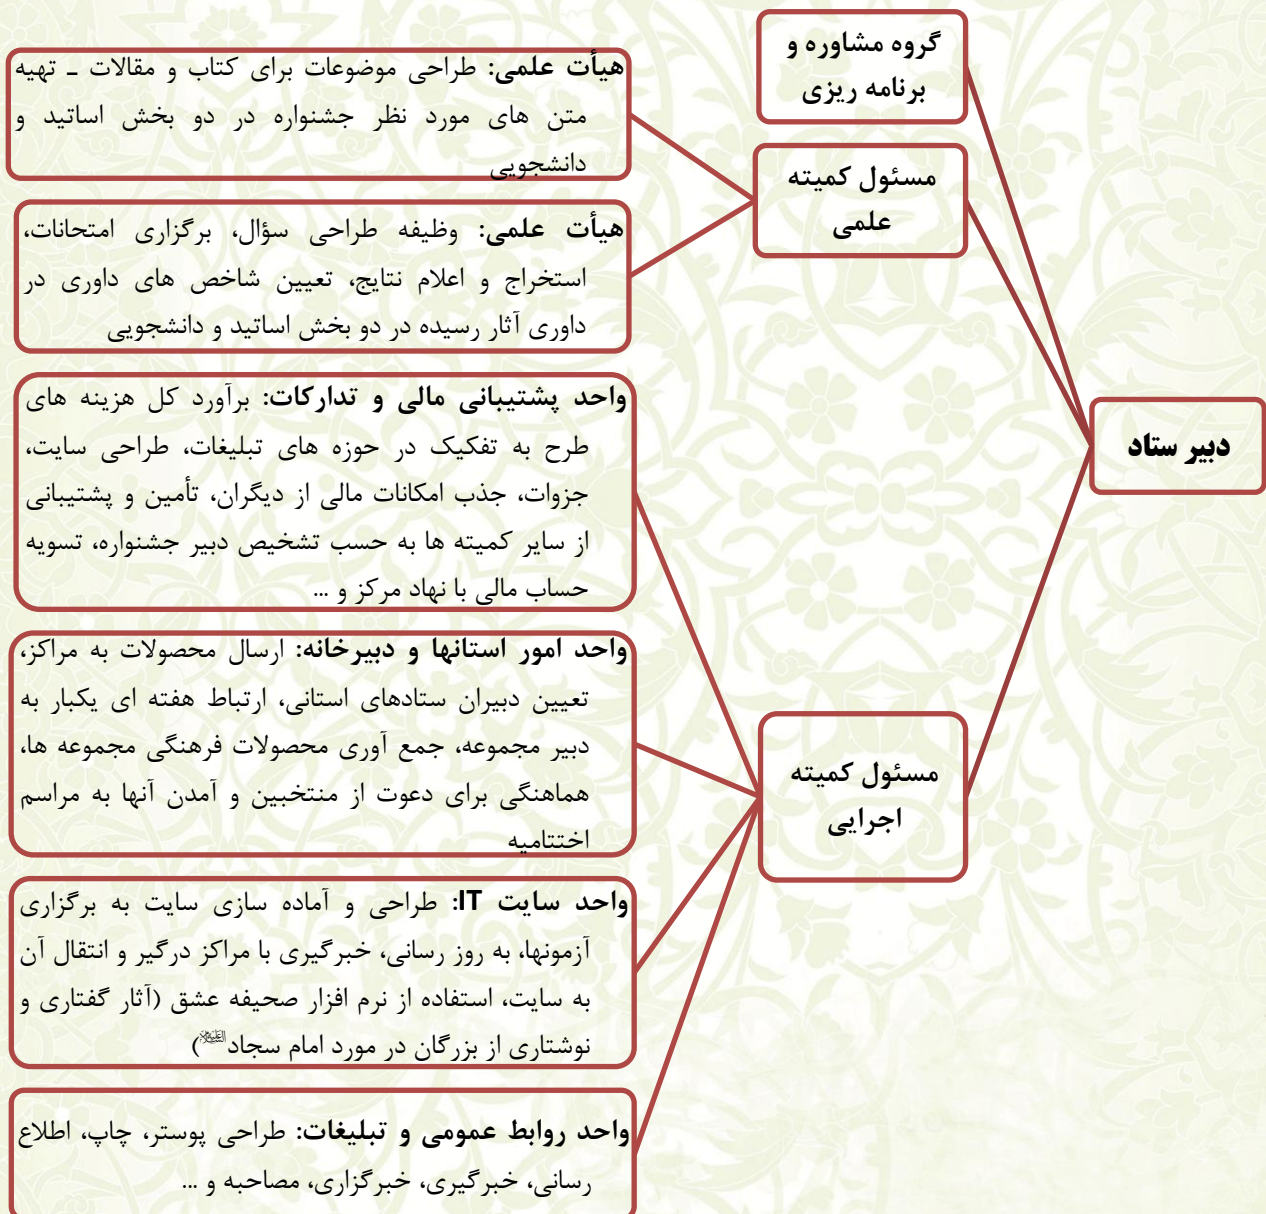 دبیر ستاد
گروه مشاوره و
برنامه ریزی
مسئول کمیته
علمی
هیأت علمی: طراحی موضوعات برای کتاب و مقالات ـ تهیه
متن های مورد نظر جشنواره در دو بخش اساتید و
دانشجویی
هیأت علمی: وظیفه طراحی سؤال، برگزاری امتحانات،
استخراج و اعلام نتایج، تعیین شاخص های داوری در
داوری آثار رسیده در دو بخش اساتید و دانشجویی
مسئول کمیته
اجرایی
واحد پشتیبانی مالی و تدارکات: برآورد کل هزینه های
طرح به تفکیک در حوزه های تبلیغات، طراحی سایت،
جزوات، جذب امکانات مالی از دیگران، تأمین و پشتیبانی
از سایر کمیته ها به حسب تشخیص دبیر جشنواره، تسویه
حساب مالی با نهاد مرکز و ...
واحد امور استانها و دبیرخانه: ارسال محصولات به مراکز،
تعیین دبیران ستادهای استانی، ارتباط هفته ای یکبار به
دبیر مجموعه، جمع آوری محصولات فرهنگی مجموعه ها،
هماهنگی برای دعوت از منتخبین و آمدن آنها به مراسم
اختتامیه
واحد سایت IT: طراحی و آماده سازی سایت به برگزاری
آزمونها، به روز رسانی، خبرگیری با مراکز درگیر و انتقال آن
به سایت، استفاده از نرم افزار صحیفه عشق (آثار گفتاری و
نوشتاری از بزرگان در مورد امام سجاد علیه السلام)
واحد روابط عمومی و تبلیغات: طراحی پوستر، چاپ، اطلاع
رسانی، خبرگیری، خبرگزاری، مصاحبه و ...